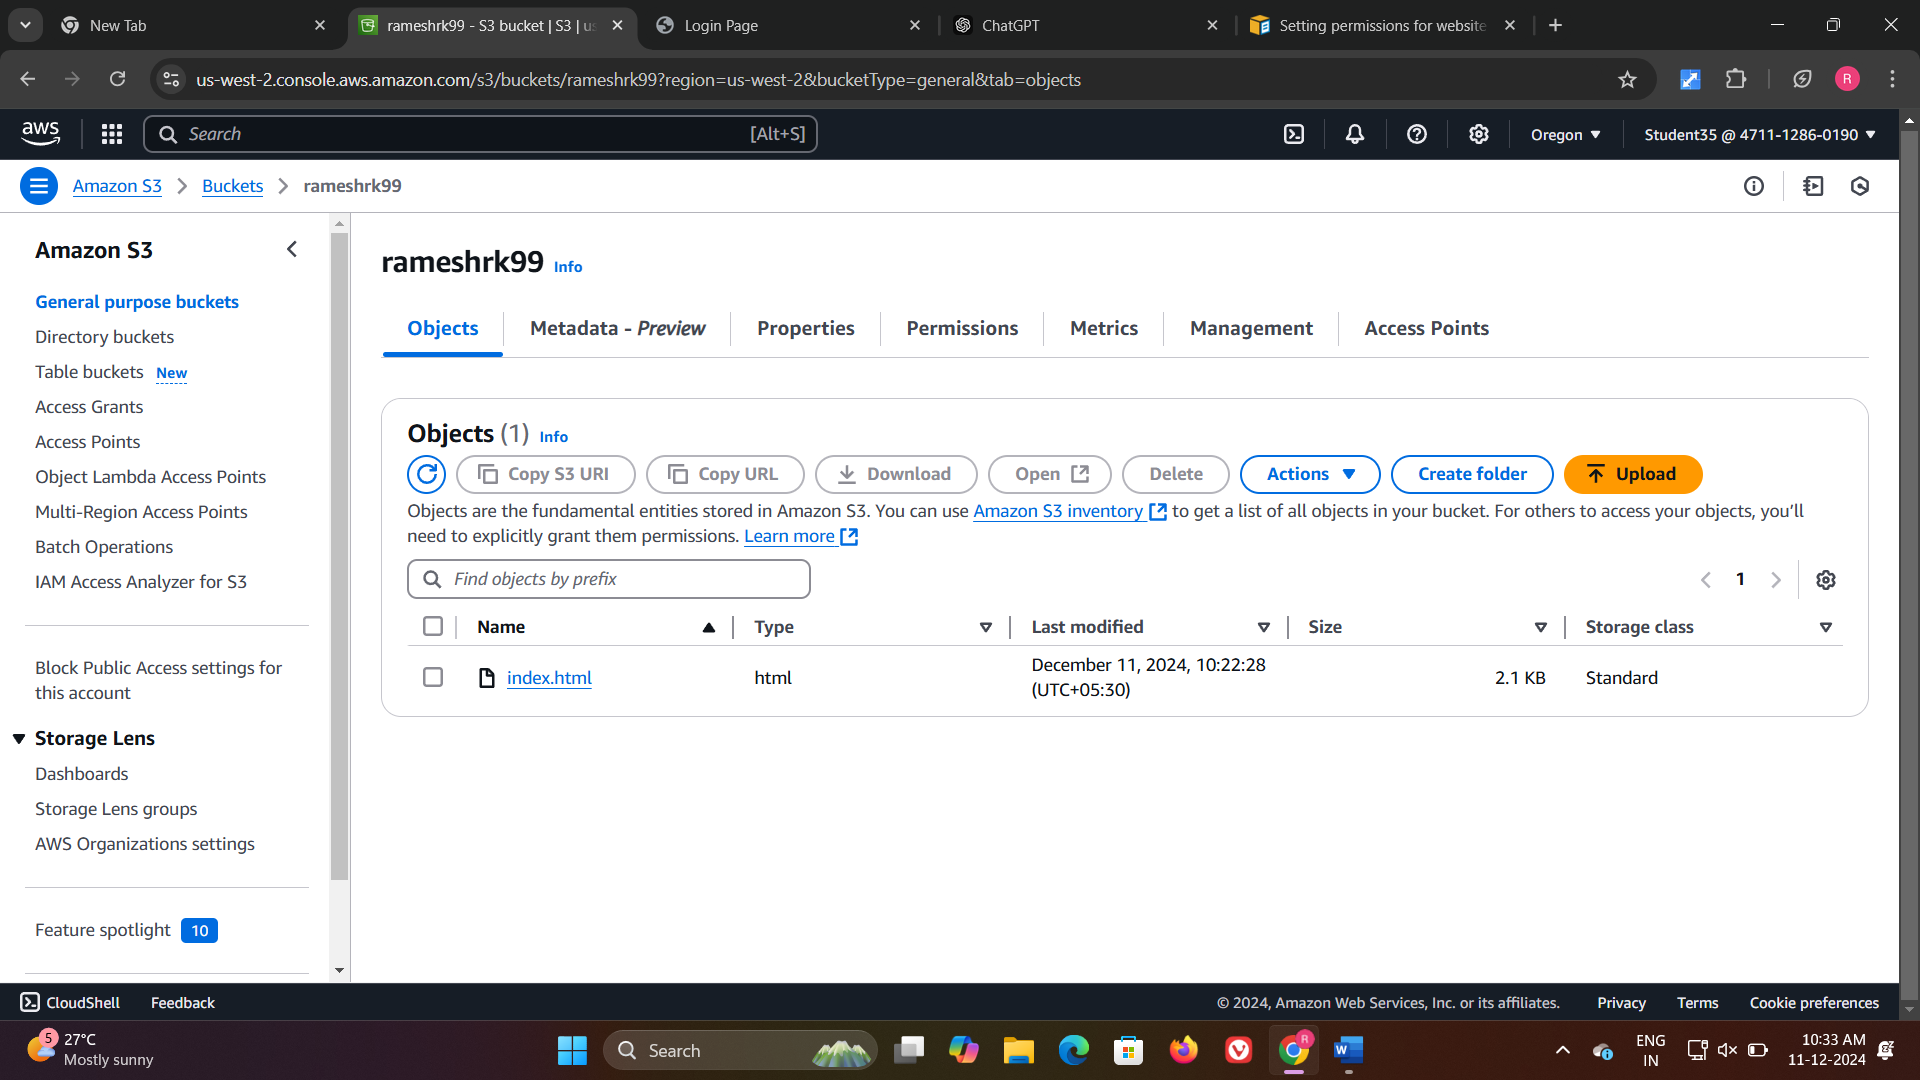 New Tab
rameshrk99 - S3 bucket | S3 | us
Login Page
ChatGPT
Setting permissions for website
us-west-2.console.aws.amazon.com/s3/buckets/rameshrk99?region=us-west-2&bucketType=general&tab=objects
R
aws
Search
[Alt+S]
Oregon
Student35 @ 4711-1286-0190
Amazon S3
Buckets
rameshrk99
Amazon S3
General purpose buckets
Directory buckets
Table buckets New
Access Grants
Access Points
Object Lambda Access Points
Multi-Region Access Points
Batch Operations
IAM Access Analyzer for S3
Block Public Access settings for
this account
Storage Lens
Dashboards
Storage Lens groups
AWS Organizations settings
Feature spotlight 10
rameshrk99 Info
Objects
Metadata - Preview
Properties
Permissions
Metrics
Management
Access Points
Objects (1) Info
Copy S3 URI
Copy URL
Download
Open
Delete
Actions
Create folder
Upload
Objects are the fundamental entities stored in Amazon S3. You can use Amazon S3 inventory to get a list of all objects in your bucket. For others to access your objects, you'll
need to explicitly grant them permissions. Learn more
Find objects by prefix
1
Name
Type
Last modified
Size
Storage class
index.html
html
December 11, 2024, 10:22:28
(UTC+05:30)
2.1 KB
Standard
CloudShell
Feedback
© 2024, Amazon Web Services, Inc. or its affiliates.
Privacy
Terms
Cookie preferences
5
27°C
Mostly sunny
Search
R
W
ENG
IN
10:33 AM
11-12-2024